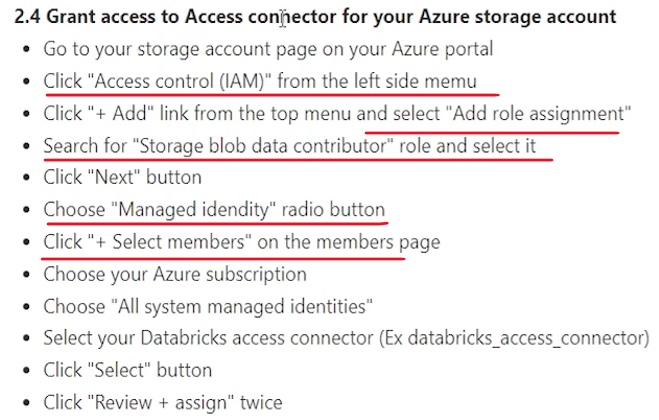 2.4 Grant access to Access connector for your Azure storage account
• Go to your storage account page on your Azure portal
• Click "Access control (IAM)" from the left side memu
• Click "+ Add" link from the top menu and select "Add role assignment"
• Search for "Storage blob data contributor" role and select it
• Click "Next" button
• Choose "Managed idendity" radio button
• Click "+ Select members" on the members page
• Choose your Azure subscription
• Choose "All system managed identities"
• Select your Databricks access connector (Ex databricks_access_connector)
• Click "Select" button
• Click "Review + assign" twice